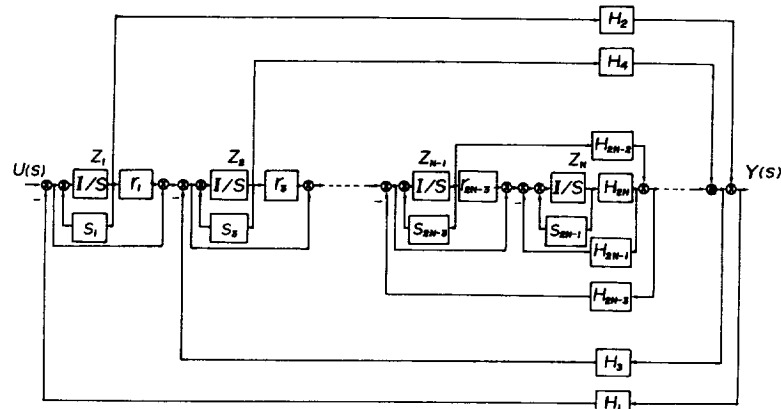 H₂
H₄
H₂ₙ₋₂
U(S) Z₁ Z₂ Zₙ₋₁ Zₙ Y(S)
I/S r₁ I/S r₃ I/S r₂ₙ₋₃ I/S H₂ₙ
-
-
-
-
S₁ S₃ S₂ₙ₋₃ S₂ₙ₋₁
H₂ₙ₋₁
H₂ₙ₋₃
H₃
H₁